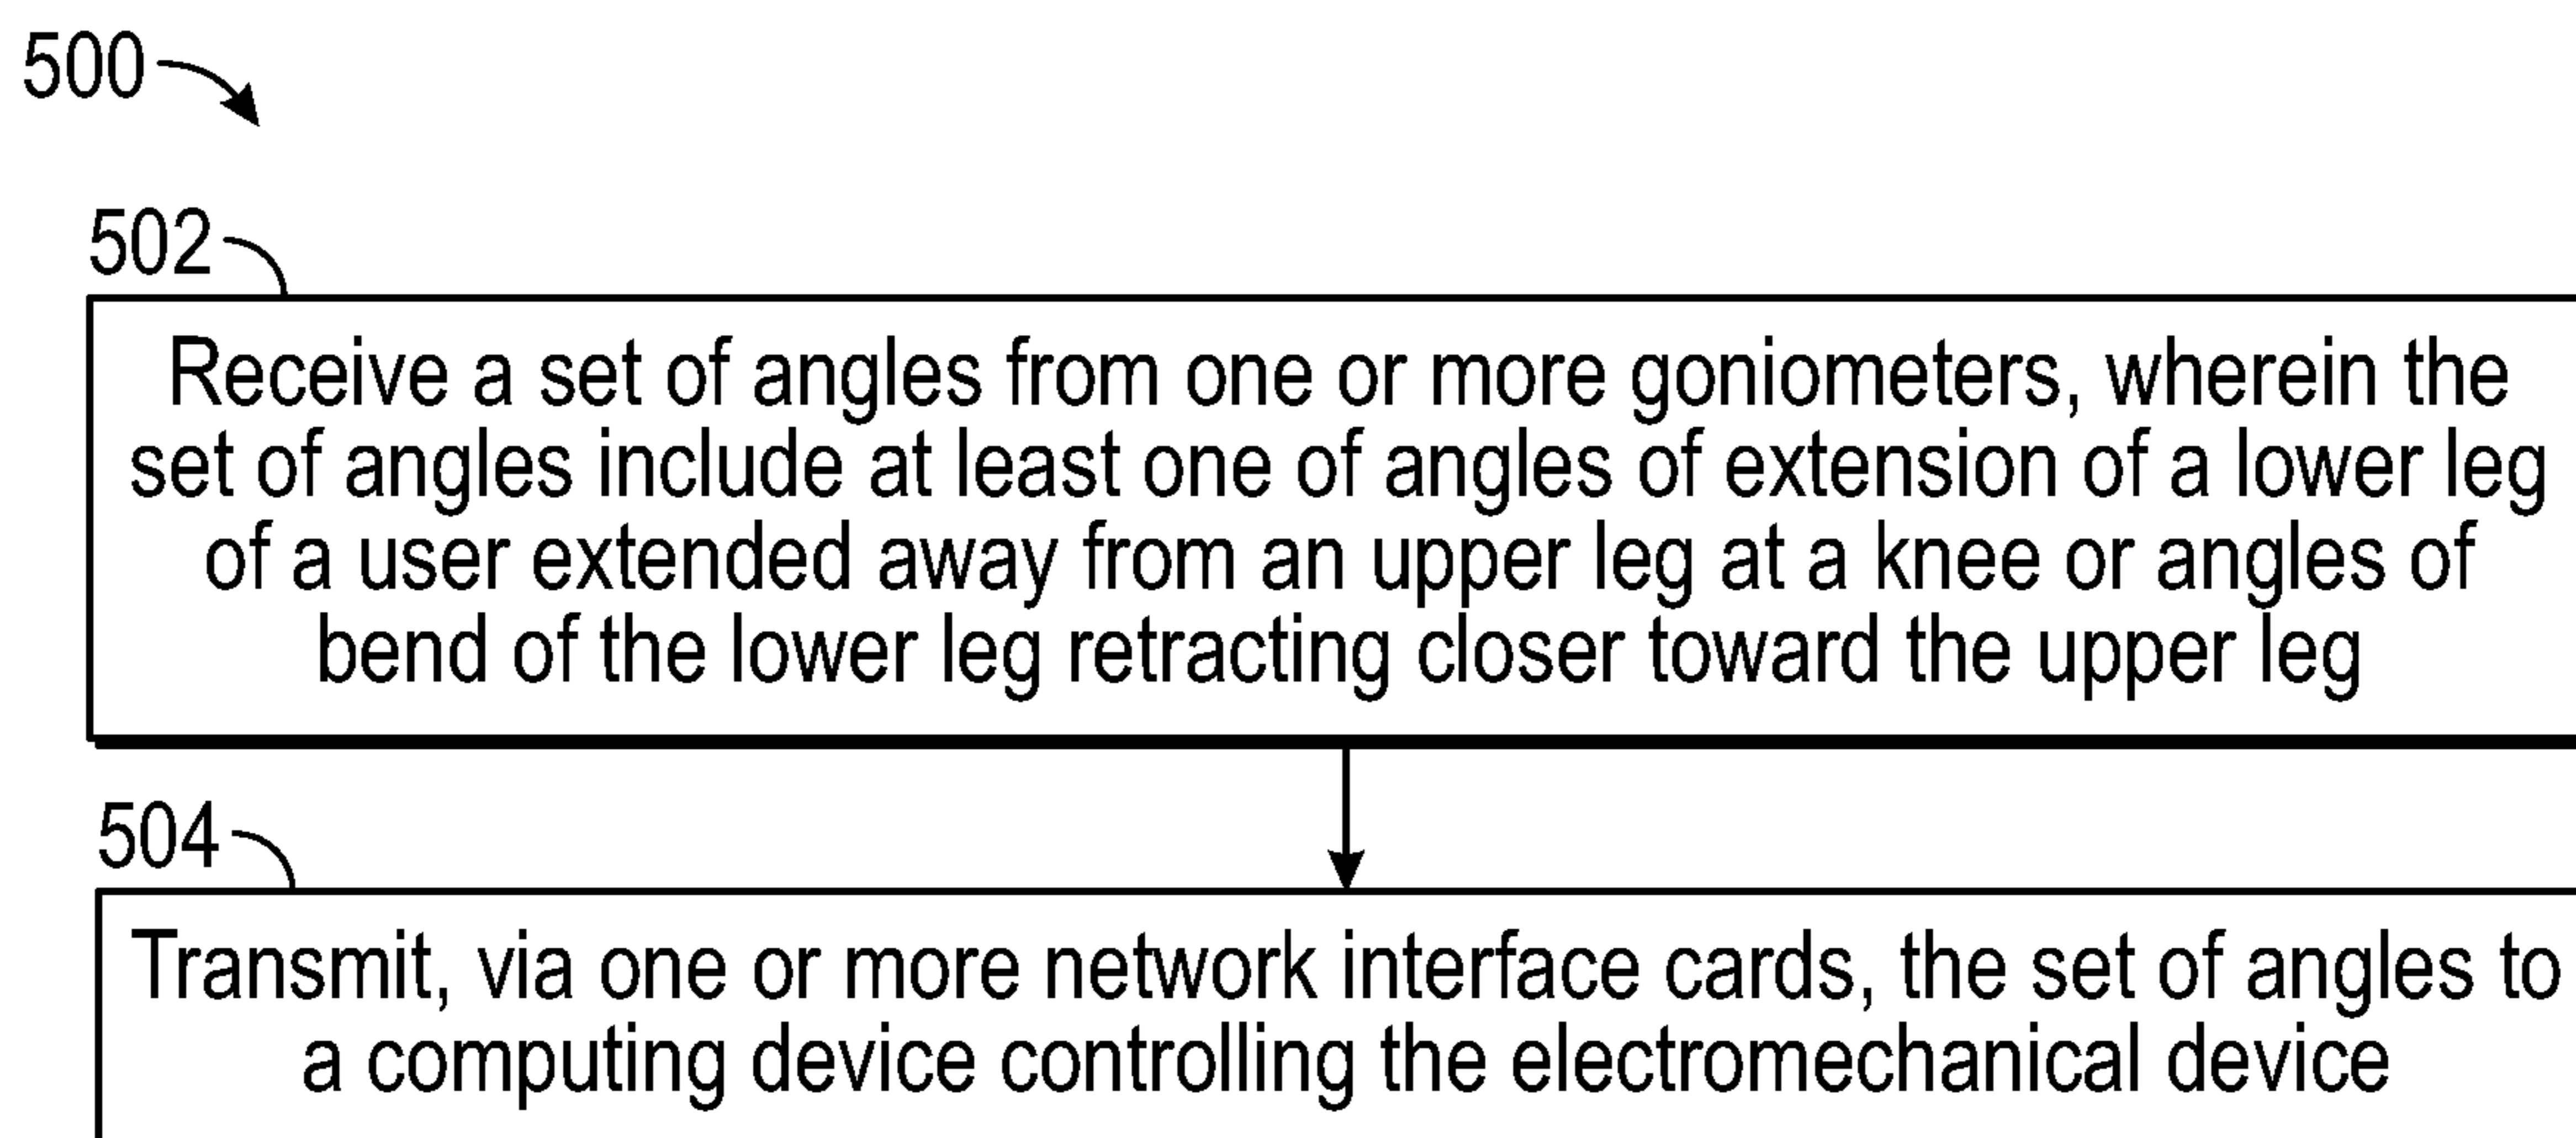 500
502
Receive a set of angles from one or more goniometers, wherein the
set of angles include at least one of angles of extension of a lower leg
of a user extended away from an upper leg at a knee or angles of
bend of the lower leg retracting closer toward the upper leg
504
Transmit, via one or more network interface cards, the set of angles to
a computing device controlling the electromechanical device